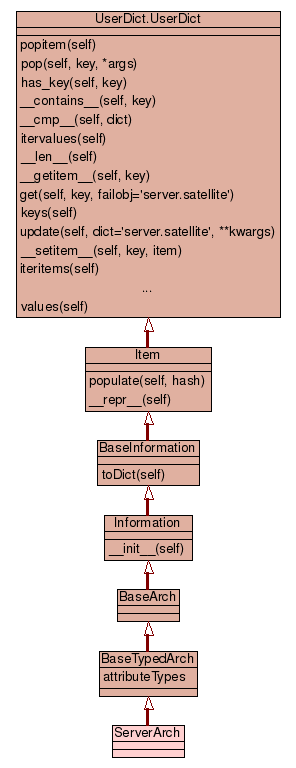 UserDict.UserDict
popitem(self)
pop(self, key, *args)
has_key(self, key)
__contains__(self, key)
__cmp__(self, dict)
itervalues(self)
__len__(self)
__getitem__(self, key)
get(self, key, failobj='server.satellite')
keys(self)
update(self, dict='server.satellite', **kwargs)
__setitem__(self, key, item)
iteritems(self)
...
values(self)
Item
populate(self, hash)
__repr__(self)
BaseInformation
toDict(self)
Information
__init__(self)
BaseArch
BaseTypedArch
attributeTypes
ServerArch